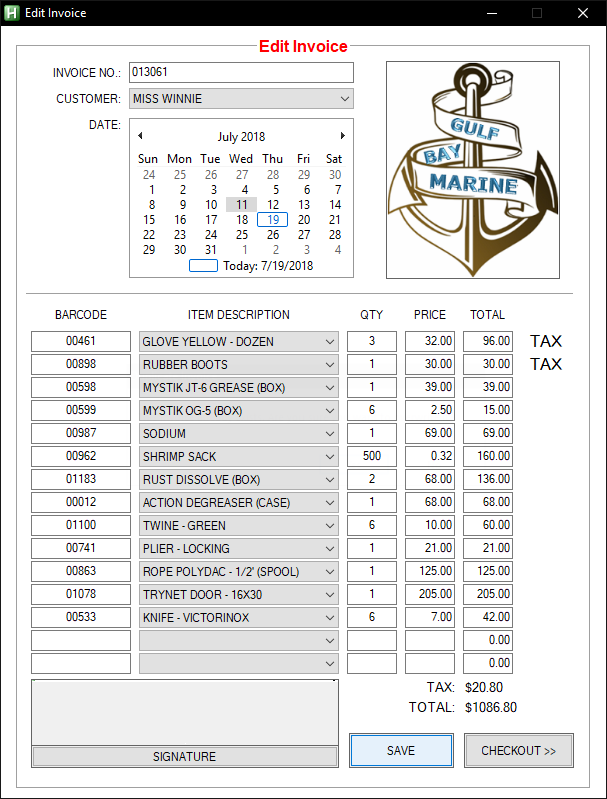 Edit Invoice
Edit Invoice
INVOICE NO.: 013061
CUSTOMER: MISS WINNIE
DATE:
July 2018
Sun Mon Tue Wed Thu Fri Sat
24 25 26 27 28 29 30
1 2 3 4 5 6 7
8 9 10 11 12 13 14
15 16 17 18 19 20 21
22 23 24 25 26 27 28
29 30 31 1 2 3 4
Today: 7/19/2018
GULF
BAY
MARINE
BARCODE ITEM DESCRIPTION QTY PRICE TOTAL
00461 GLOVE YELLOW - DOZEN 3 32.00 96.00 TAX
00898 RUBBER BOOTS 1 30.00 30.00 TAX
00598 MYSTIK JT-6 GREASE (BOX) 1 39.00 39.00
00599 MYSTIK OG-5 (BOX) 6 2.50 15.00
00987 SODIUM 1 69.00 69.00
00962 SHRIMP SACK 500 0.32 160.00
01183 RUST DISSOLVE (BOX) 2 68.00 136.00
00012 ACTION DEGREASER (CASE) 1 68.00 68.00
01100 TWINE - GREEN 6 10.00 60.00
00741 PLIER - LOCKING 1 21.00 21.00
00863 ROPE POLYDAC - 1/2' (SPOOL) 1 125.00 125.00
01078 TRYNET DOOR - 16X30 1 205.00 205.00
00533 KNIFE - VICTORINOX 6 7.00 42.00
0.00
0.00
TAX: $20.80
TOTAL: $1086.80
SIGNATURE
SAVE
CHECKOUT >>